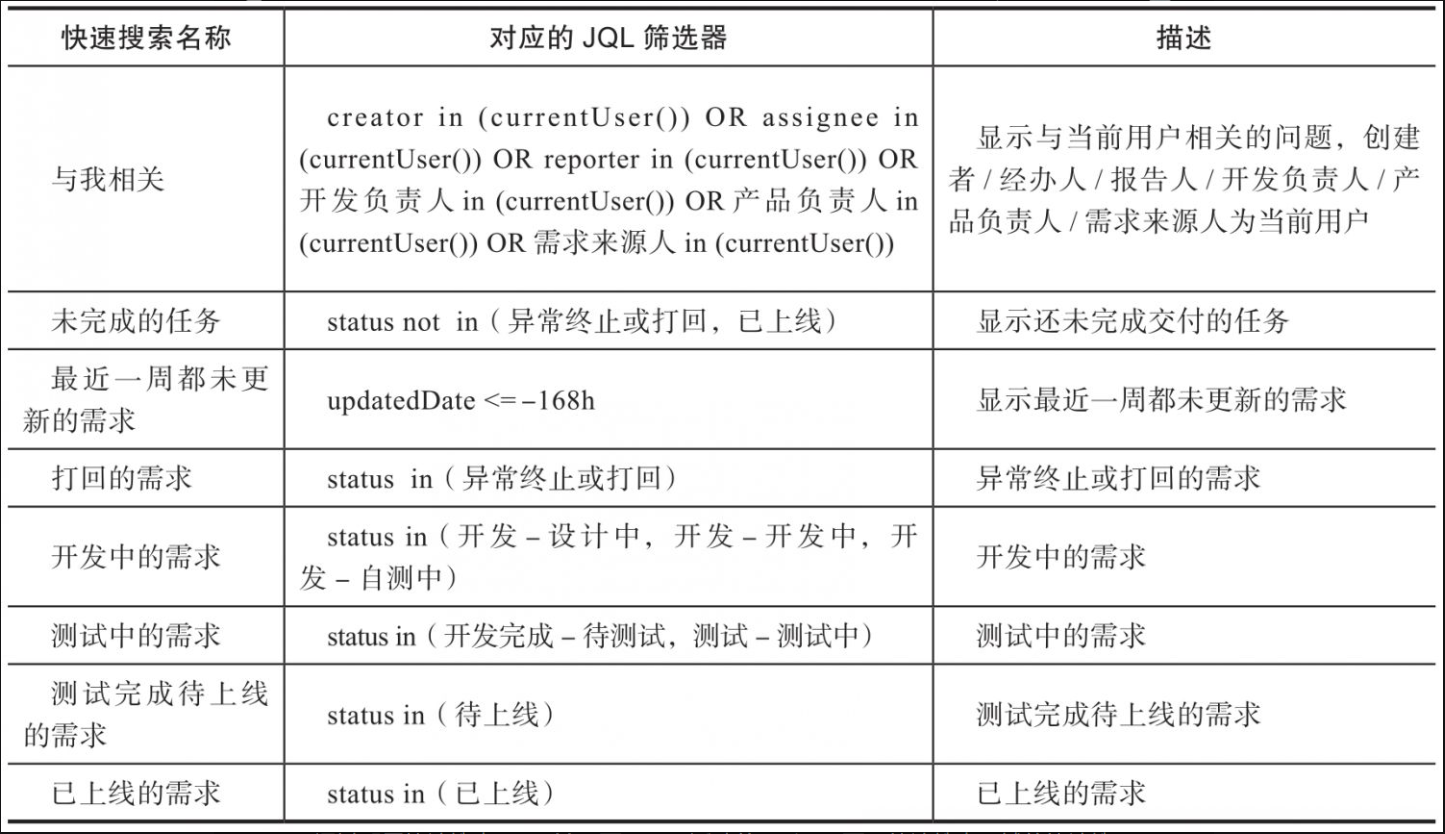 快速搜索名称
对应的 JQL 筛选器
描述
与我相关
creator in (currentUser()) OR assignee in
(currentUser()) OR reporter in (currentUser()) OR
开发负责人 in (currentUser()) OR 产品负责人 in
(currentUser()) OR 需求来源人 in (currentUser())
显示与当前用户相关的问题，创建
者 / 经办人 / 报告人 / 开发负责人 / 产
品负责人 / 需求来源人为当前用户
未完成的任务
status not in（异常终止或打回，已上线）
显示还未完成交付的任务
最近一周都未更
新的需求
updatedDate <= –168h
显示最近一周都未更新的需求
打回的需求
status in（异常终止或打回）
异常终止或打回的需求
开发中的需求
status in（开发 – 设计中，开发 – 开发中，开
发 – 自测中）
开发中的需求
测试中的需求
status in（开发完成 – 待测试，测试 – 测试中）
测试中的需求
测试完成待上线
的需求
status in（待上线）
测试完成待上线的需求
已上线的需求
status in（已上线）
已上线的需求